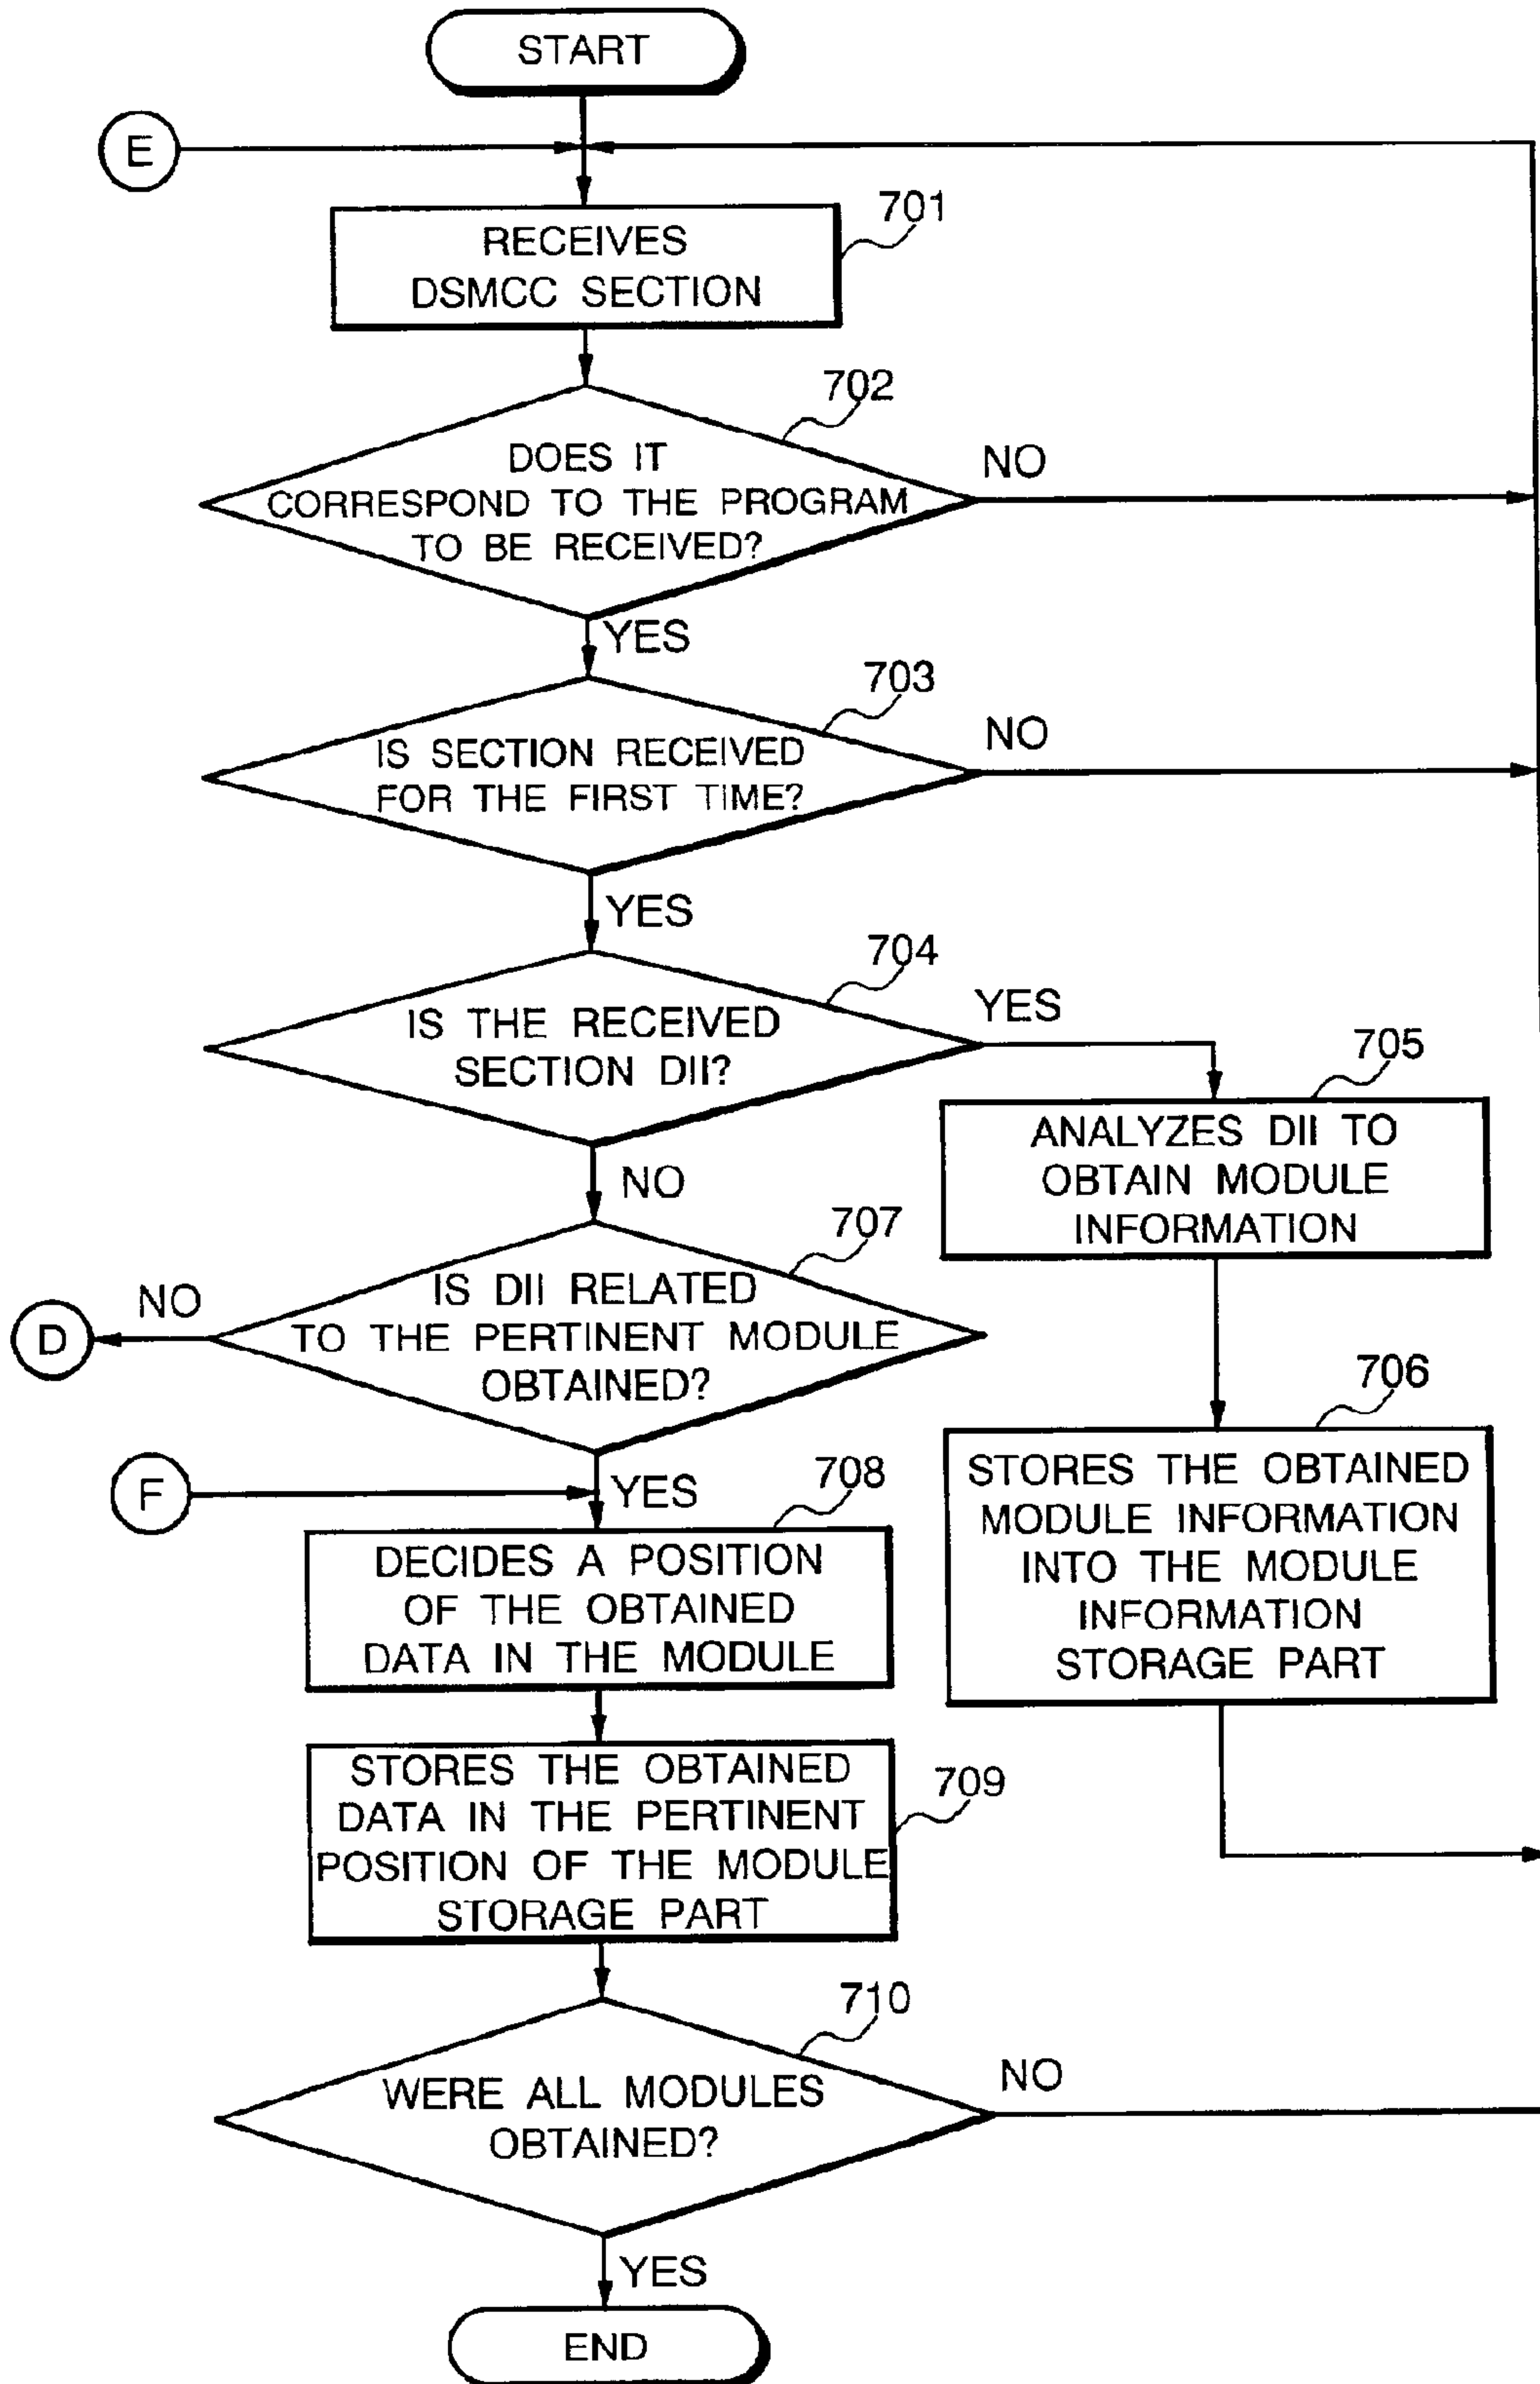 START
E
701
RECEIVES
DSMCC SECTION
702
DOES IT
CORRESPOND TO THE PROGRAM
TO BE RECEIVED?
NO
YES
703
IS SECTION RECEIVED
FOR THE FIRST TIME?
NO
YES
704
IS THE RECEIVED
SECTION DII?
YES
705
ANALYZES DII TO
OBTAIN MODULE
INFORMATION
NO
707
IS DII RELATED
TO THE PERTINENT MODULE
OBTAINED?
NO
D
706
STORES THE OBTAINED
MODULE INFORMATION
INTO THE MODULE
INFORMATION
STORAGE PART
F
YES
708
DECIDES A POSITION
OF THE OBTAINED
DATA IN THE MODULE
709
STORES THE OBTAINED
DATA IN THE PERTINENT
POSITION OF THE MODULE
STORAGE PART
710
WERE ALL MODULES
OBTAINED?
NO
YES
END